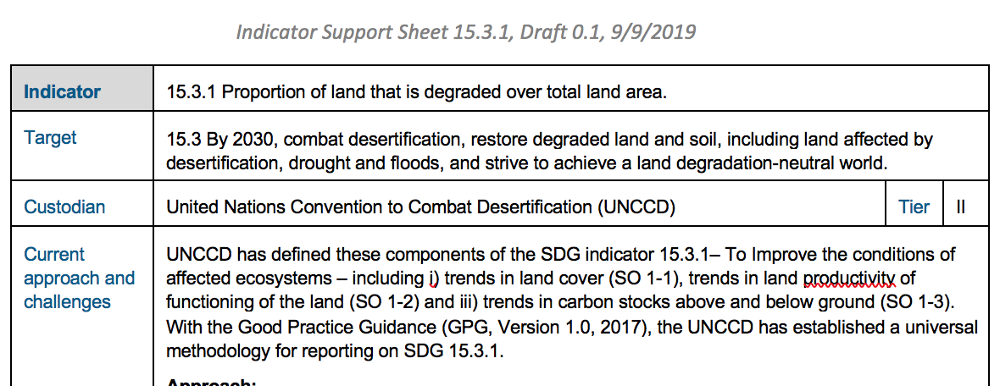 Indicator Support Sheet 15.3.1, Draft 0.1, 9/9/2019
Indicator
15.3.1 Proportion of land that is degraded over total land area.
Target
15.3 By 2030, combat desertification, restore degraded land and soil, including land affected by
desertification, drought and floods, and strive to achieve a land degradation-neutral world.
Custodian
United Nations Convention to Combat Desertification (UNCCD)
Tier
II
Current
approach and
challenges
UNCCD has defined these components of the SDG indicator 15.3.1– To Improve the conditions of
affected ecosystems – including i) trends in land cover (SO 1-1), trends in land productivity of
functioning of the land (SO 1-2) and iii) trends in carbon stocks above and below ground (SO 1-3).
With the Good Practice Guidance (GPG, Version 1.0, 2017), the UNCCD has established a universal
methodology for reporting on SDG 15.3.1.
Approach: